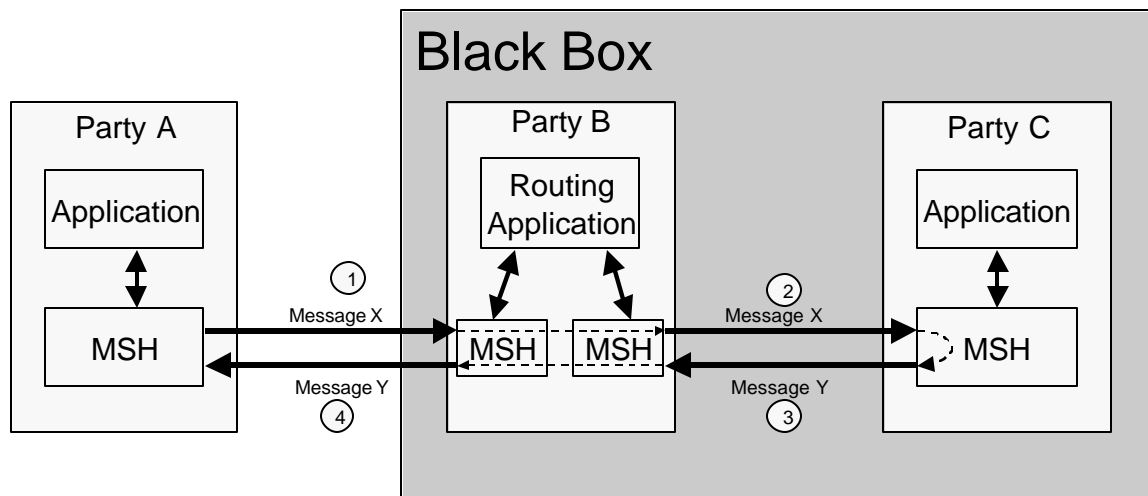 Black Box
Party A
Application
MSH
1
Message X
Message Y
4
Party B
Routing
Application
MSH
MSH
2
Message X
Message Y
3
Party C
Application
MSH